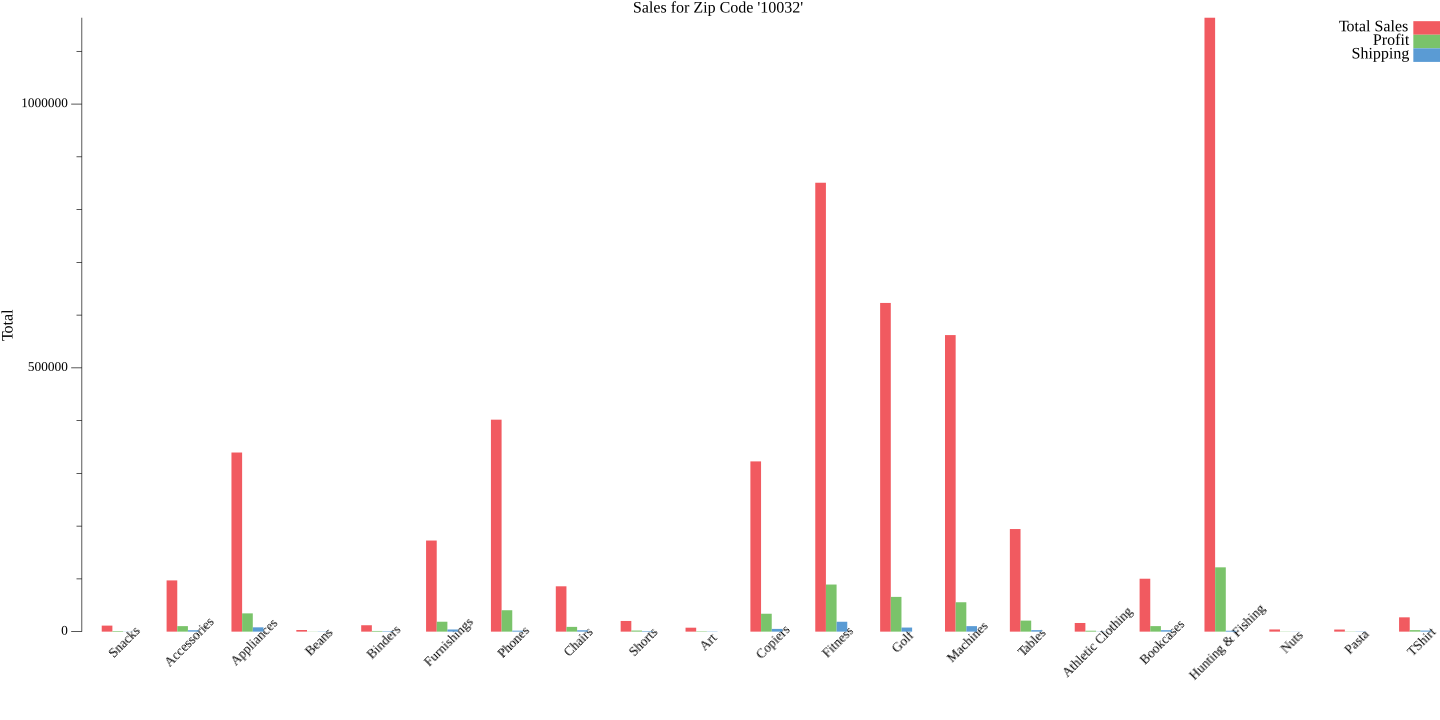 Sales for Zip Code '10032'
Total Sales
Profit
Shipping
1000000
500000
0
Total
Snacks
Accessories
Appliances
Beans
Binders
Furnishings
Phones
Chairs
Shorts
Art
Copiers
Fitness
Golf
Machines
Tables
Athletic Clothing
Bookcases
Hunting & Fishing
Nuts
Pasta
TShirt